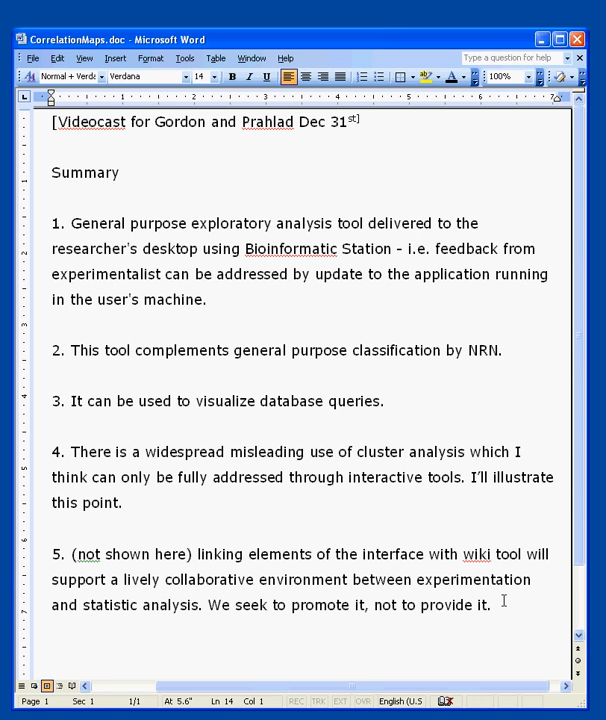 CorrelationMaps.doc - Microsoft Word
File Edit View Insert Format Tools Table Window Help Type a question for help
Normal + Verda Verdana 14 B I U 100%
1 2 3 4 5 6 7
[Videocast for Gordon and Prahlad Dec 31st]
Summary
1. General purpose exploratory analysis tool delivered to the
researcher's desktop using Bioinformatic Station - i.e. feedback from
experimentalist can be addressed by update to the application running
in the user's machine.
2. This tool complements general purpose classification by NRN.
3. It can be used to visualize database queries.
4. There is a widespread misleading use of cluster analysis which I
think can only be fully addressed through interactive tools. I'll illustrate
this point.
5. (not shown here) linking elements of the interface with wiki tool will
support a lively collaborative environment between experimentation
and statistic analysis. We seek to promote it, not to provide it.
Page 1 Sec 1 1/1 At 5.6" Ln 14 Col 1 REC TRK EXT OVR English (U.S